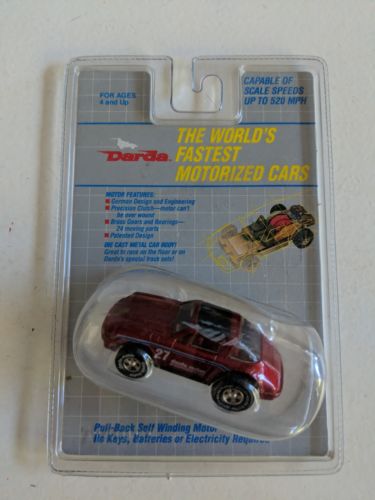 FOR AGES
4 and Up
CAPABLE OF
SCALE SPEEDS
UP TO 520 MPH
Darda
THE WORLD'S
FASTEST
MOTORIZED CARS
MOTOR FEATURES:
German Design and Engineering
Precision Clutch—motor can't
be over wound
Brass Gears and Bearings—
24 moving parts
Patented Design
DIE CAST METAL CAR BODY!
Great to race on the floor or on
Darda's special track sets!
27
Pull-Back Self Winding Motor
No Keys, Batteries or Electricity Required